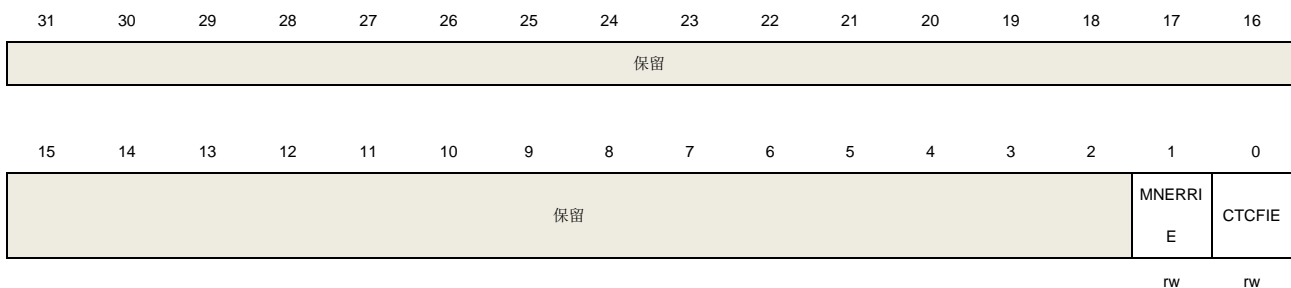 31 30 29 28 27 26 25 24 23 22 21 20 19 18 17 16
保留
15 14 13 12 11 10 9 8 7 6 5 4 3 2 1 0
保留
MNERRI
E
CTCFIE
rw rw